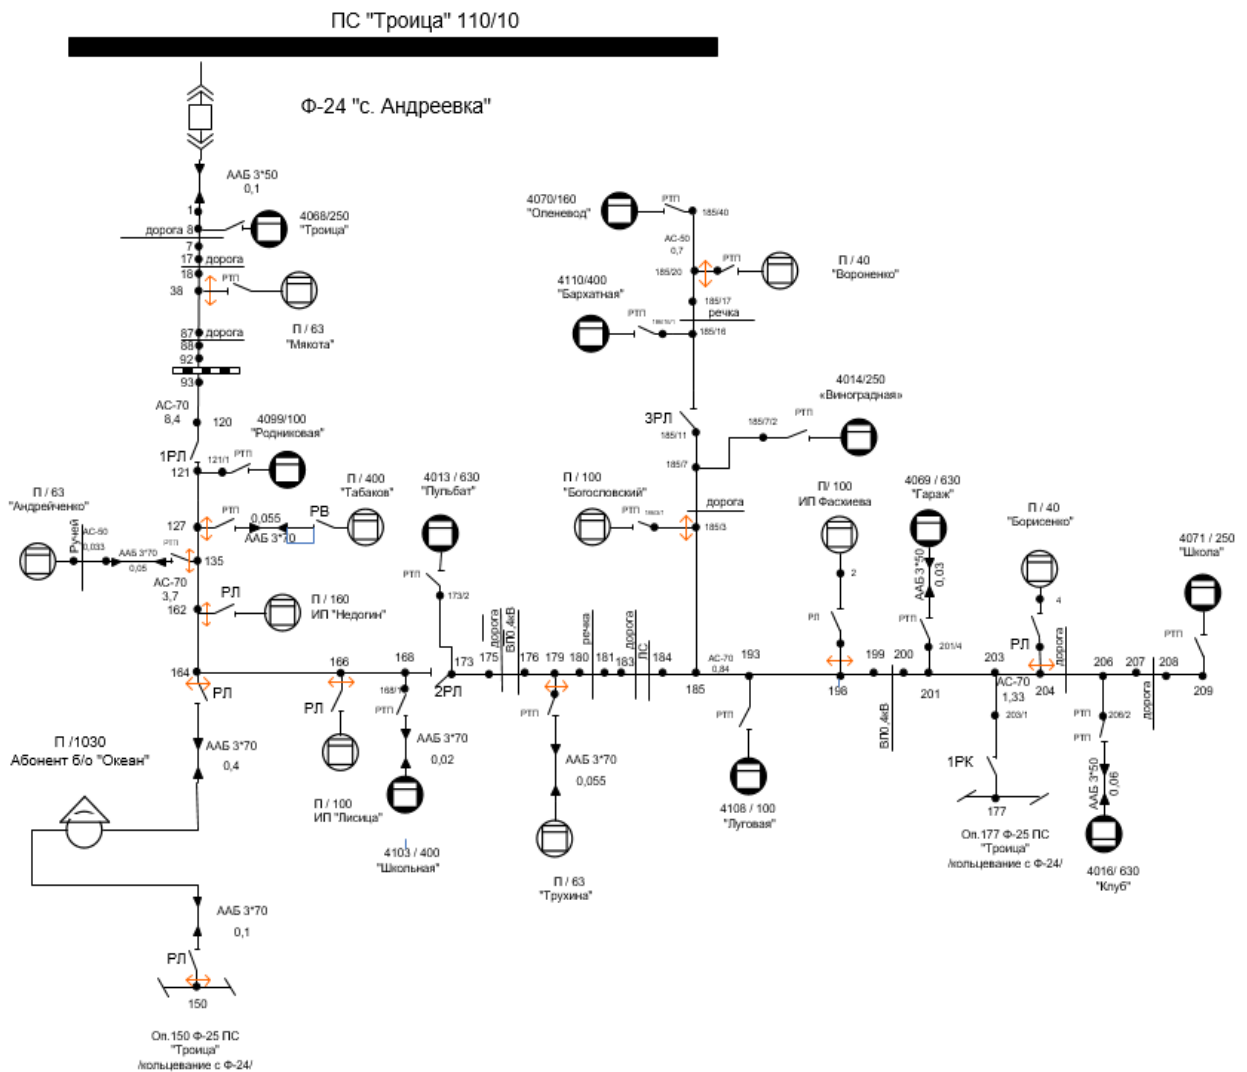 ПС "Троица" 110/10
Ф-24 "с. Андреевка"
ААБ 3*50
0,1
1
дорога 8
4068/250
"Троица"
7
17 дорога
18
38
РТП
П / 63
"Мякота"
87 дорога
88
92
93
АС-70
8,4
120
1РЛ
121
121/1
РТП
4099/100
"Родниковая"
127
РТП
0,055
ААБ 3*70
РВ
П / 400
"Табаков"
П / 63
"Андрейченко"
Ручей
АС-50
0,033
ААБ 3*70
0,05
РТП
135
АС-70
3,7
162
РЛ
П / 160
ИП "Недогин"
164
РЛ
ААБ 3*70
0,4
П /1030
Абонент б/о "Океан"
ААБ 3*70
0,1
РЛ
150
Оп.150 Ф-25 ПС
"Троица"
/кольцевание с Ф-24/
166
РЛ
П / 100
ИП "Лисица"
168
168/1
РТП
ААБ 3*70
0,02
4103 / 400
"Школьная"
4013 / 630
"Пульбат"
РТП
173/2
2РЛ
173
175
дорога
ВЛ0,4кВ
176
179
РТП
ААБ 3*70
0,055
П / 63
"Трухина"
180
речка
181
183
дорога
ЛС
184
185
4070/160
"Оленевод"
РТП
185/40
АС-50
0,7
185/20
РТП
П / 40
"Вороненко"
4110/400
"Бархатная"
РТП
185/17
речка
185/16
3РЛ
185/11
185/7
185/7/2
РТП
4014/250
«Виноградная»
П / 100
"Богословский"
РТП
дорога
185/3
АС-70
0,84
193
РТП
4108 / 100
"Луговая"
П/ 100
ИП Фасхиева
2
РЛ
198
199
ВЛ0,4кВ
200
4069 / 630
"Гараж"
ААБ 3*50
0,03
РТП
201/4
201
203
АС-70
1,33
203/1
1РК
177
Оп.177 Ф-25 ПС
"Троица"
/кольцевание с Ф-24/
П / 40
"Борисенко"
4
РЛ
204
дорога
206
206/2
РТП
РТП
ААБ 3*50
0,06
4016/ 630
"Клуб"
207
дорога
208
209
РТП
4071 / 250
"Школа"